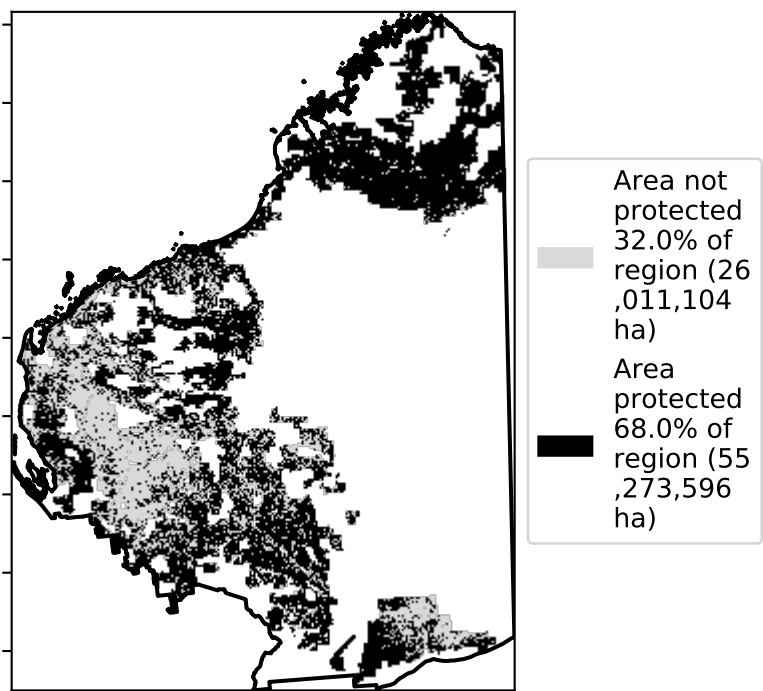 Area not
protected
32.0% of
region (26
,011,104
ha)
Area
protected
68.0% of
region (55
,273,596
ha)